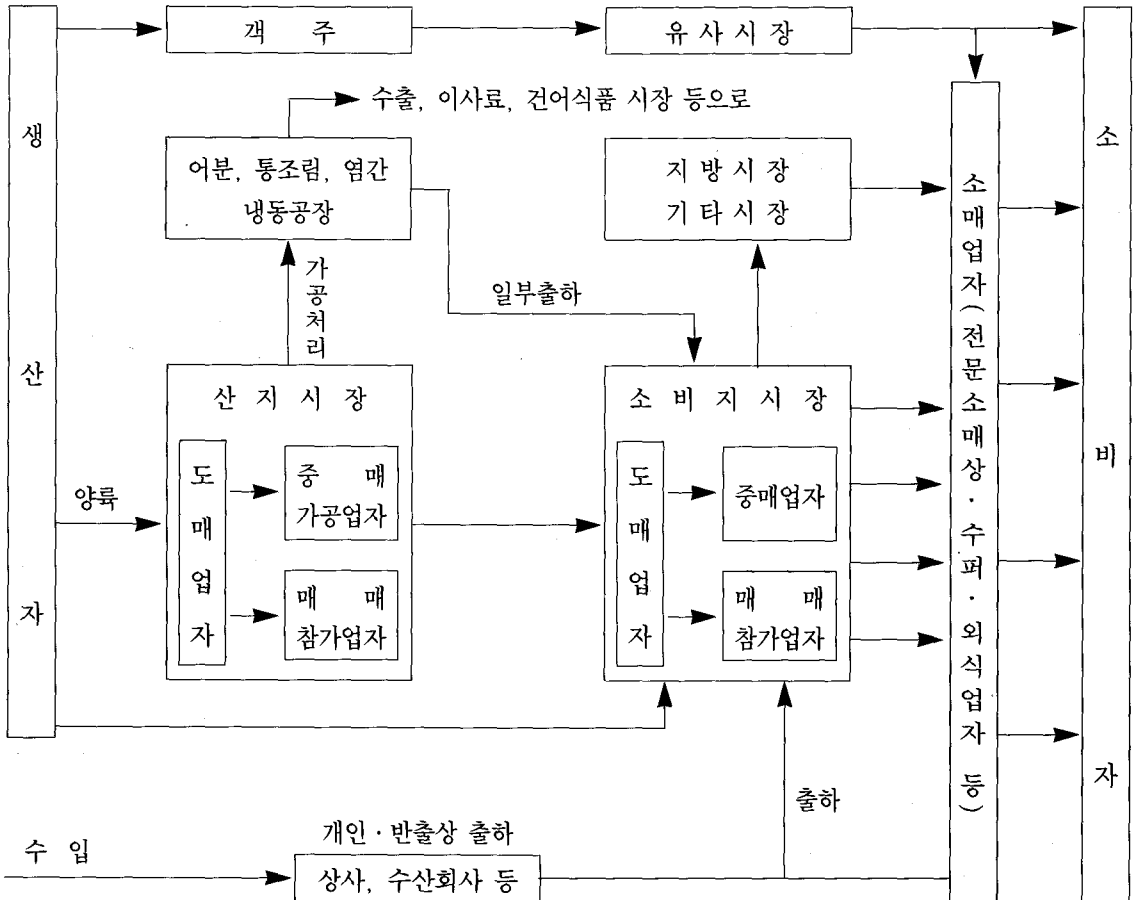 생산자
객 주
유사시장
수출, 이사료, 건어식품 시장 등으로
어분, 통조림, 염간
냉동공장
지방시장
기타시장
가공처리
일부출하
산지시장
도매업자
중 매
가공업자
매 매
참가업자
양륙
소비지시장
도매업자
중매업자
매 매
참가업자
소매업자(전문소매상·수퍼·외식업자 등)
소비자
출하
수 입
개인·반출상 출하
상사, 수산회사 등